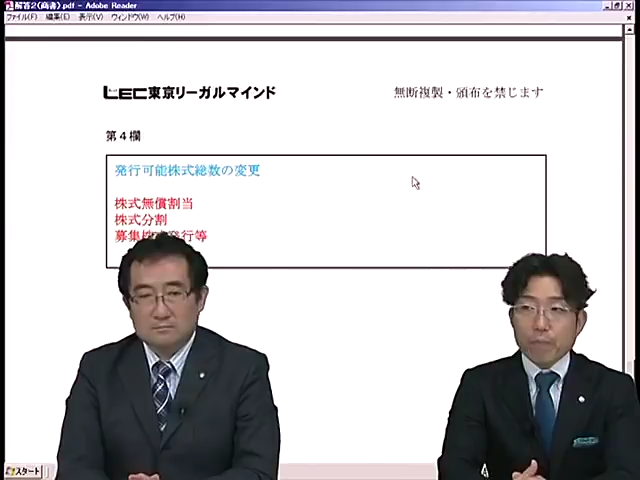 解答2(商書).pdf - Adobe Reader
ファイル(F) 編集(E) 表示(V) ウィンドウ(W) ヘルプ(H)
LEC東京リーガルマインド
無断複製・頒布を禁じます
第4欄
発行可能株式総数の変更
株式無償割当
株式分割
募集株式発行等
スタート